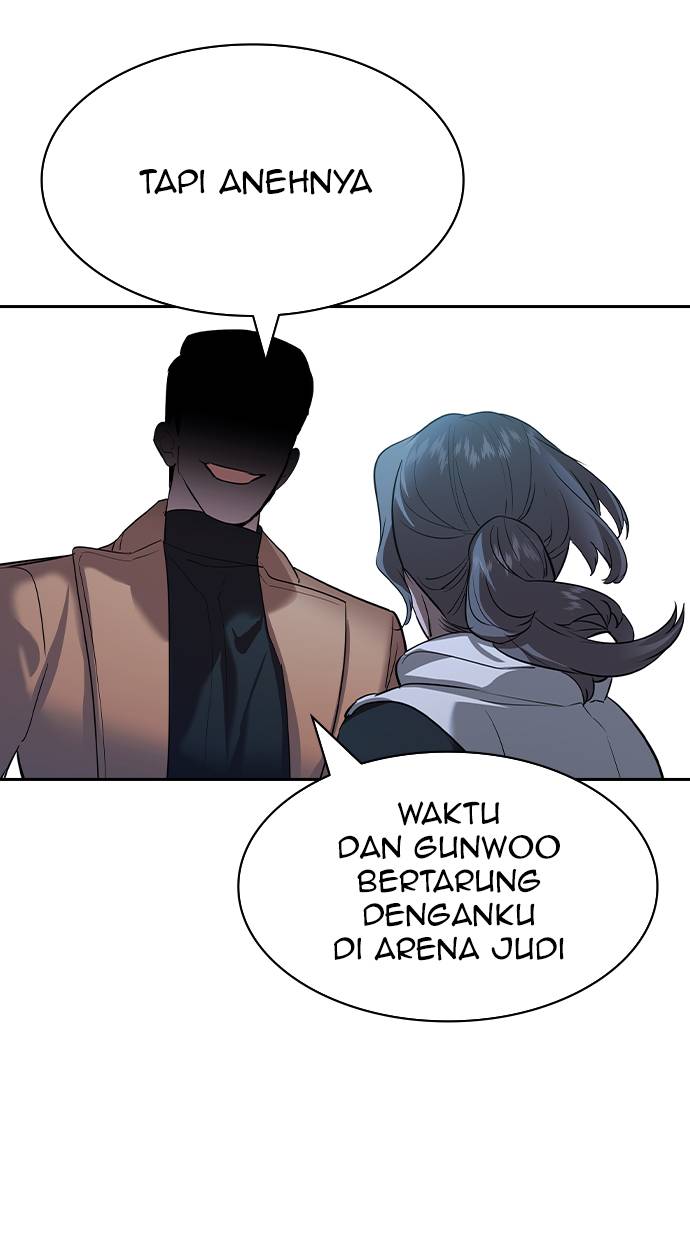 TAPI ANEHNYA
WAKTU
DAN GUNWOO
BERTARUNG
DENGANKU
DI ARENA JUDI